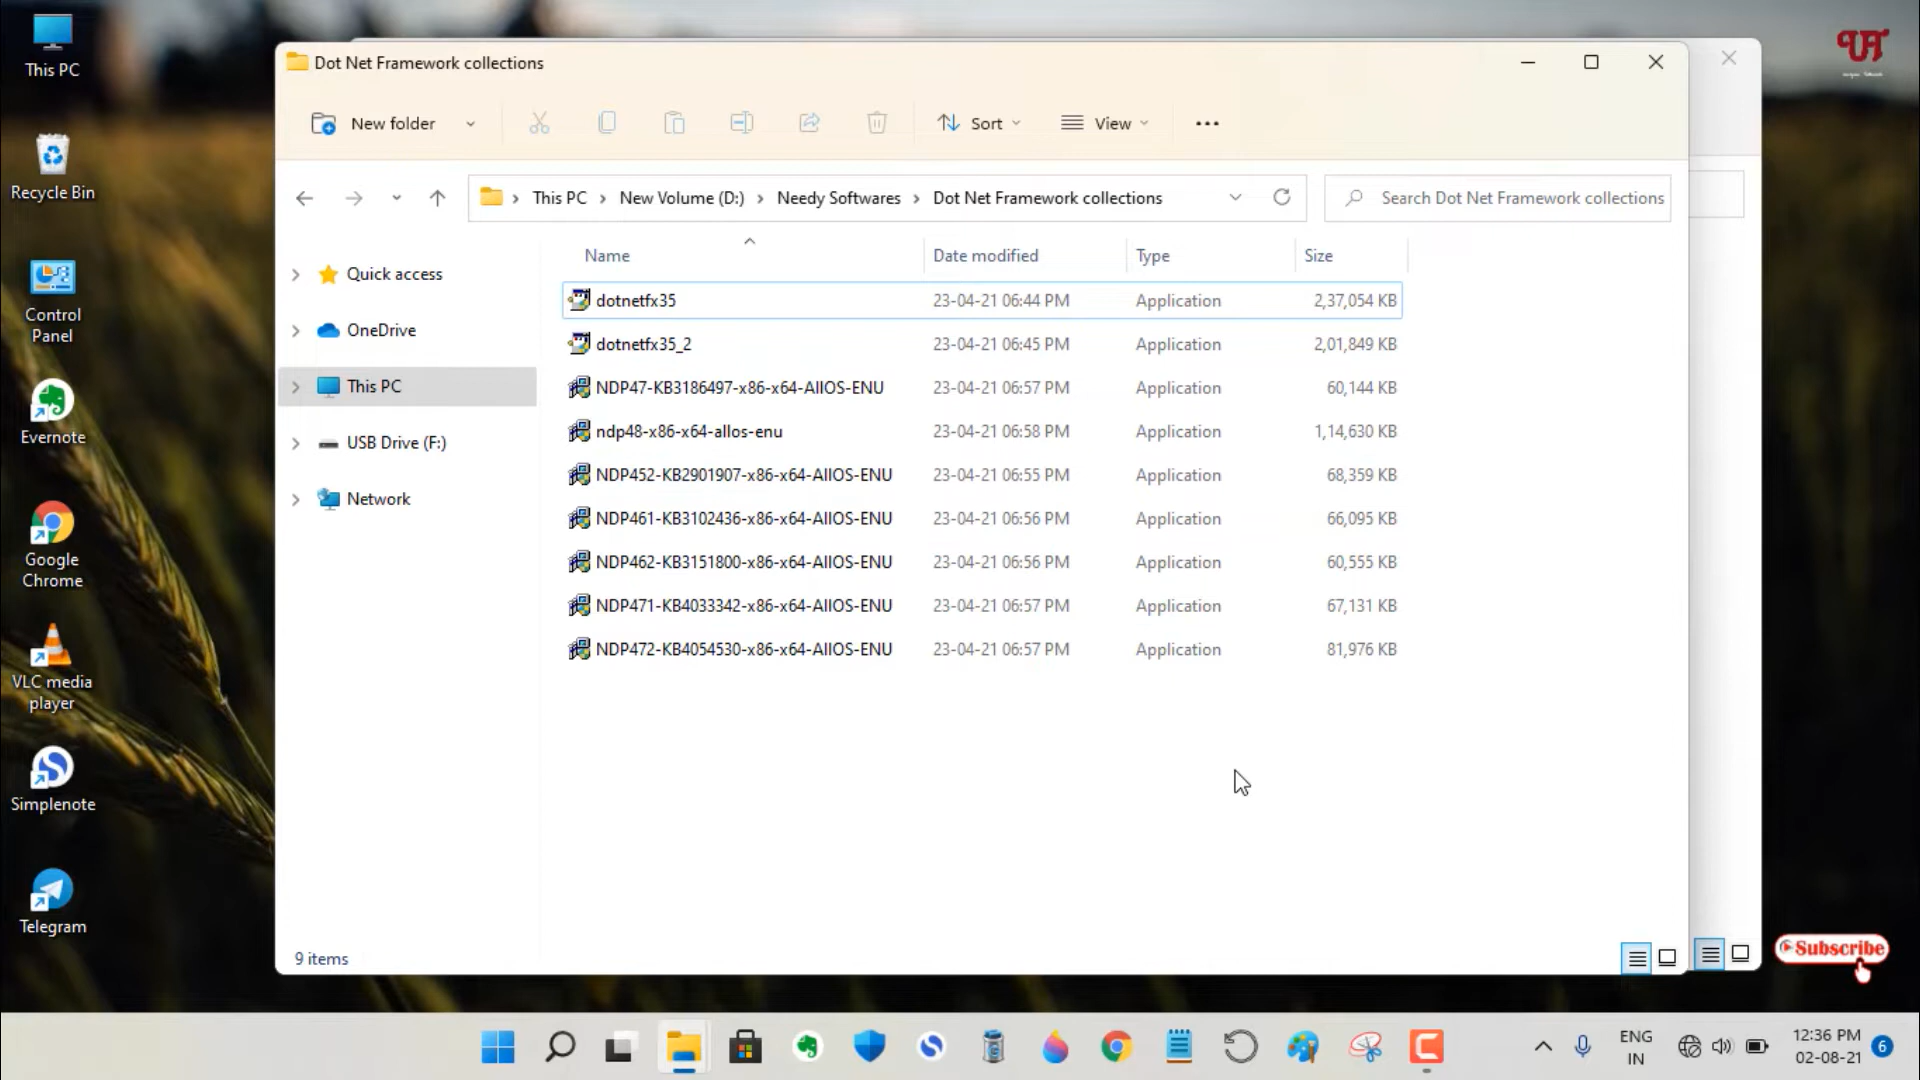 This PC
Recycle Bin
Control
Panel
Evernote
Google
Chrome
VLC media
player
Simplenote
Telegram
Dot Net Framework collections
New folder
Sort
View
This PC > New Volume (D:) > Needy Softwares > Dot Net Framework collections
Search Dot Net Framework collections
Quick access
OneDrive
This PC
USB Drive (F:)
Network
Name Date modified Type Size
dotnetfx35 23-04-21 06:44 PM Application 2,37,054 KB
dotnetfx35_2 23-04-21 06:45 PM Application 2,01,849 KB
NDP47-KB3186497-x86-x64-AllOS-ENU 23-04-21 06:57 PM Application 60,144 KB
ndp48-x86-x64-allos-enu 23-04-21 06:58 PM Application 1,14,630 KB
NDP452-KB2901907-x86-x64-AllOS-ENU 23-04-21 06:55 PM Application 68,359 KB
NDP461-KB3102436-x86-x64-AllOS-ENU 23-04-21 06:56 PM Application 66,095 KB
NDP462-KB3151800-x86-x64-AllOS-ENU 23-04-21 06:56 PM Application 60,555 KB
NDP471-KB4033342-x86-x64-AllOS-ENU 23-04-21 06:57 PM Application 67,131 KB
NDP472-KB4054530-x86-x64-AllOS-ENU 23-04-21 06:57 PM Application 81,976 KB
9 items
UT
Subscribe
ENG
IN
12:36 PM
02-08-21
6